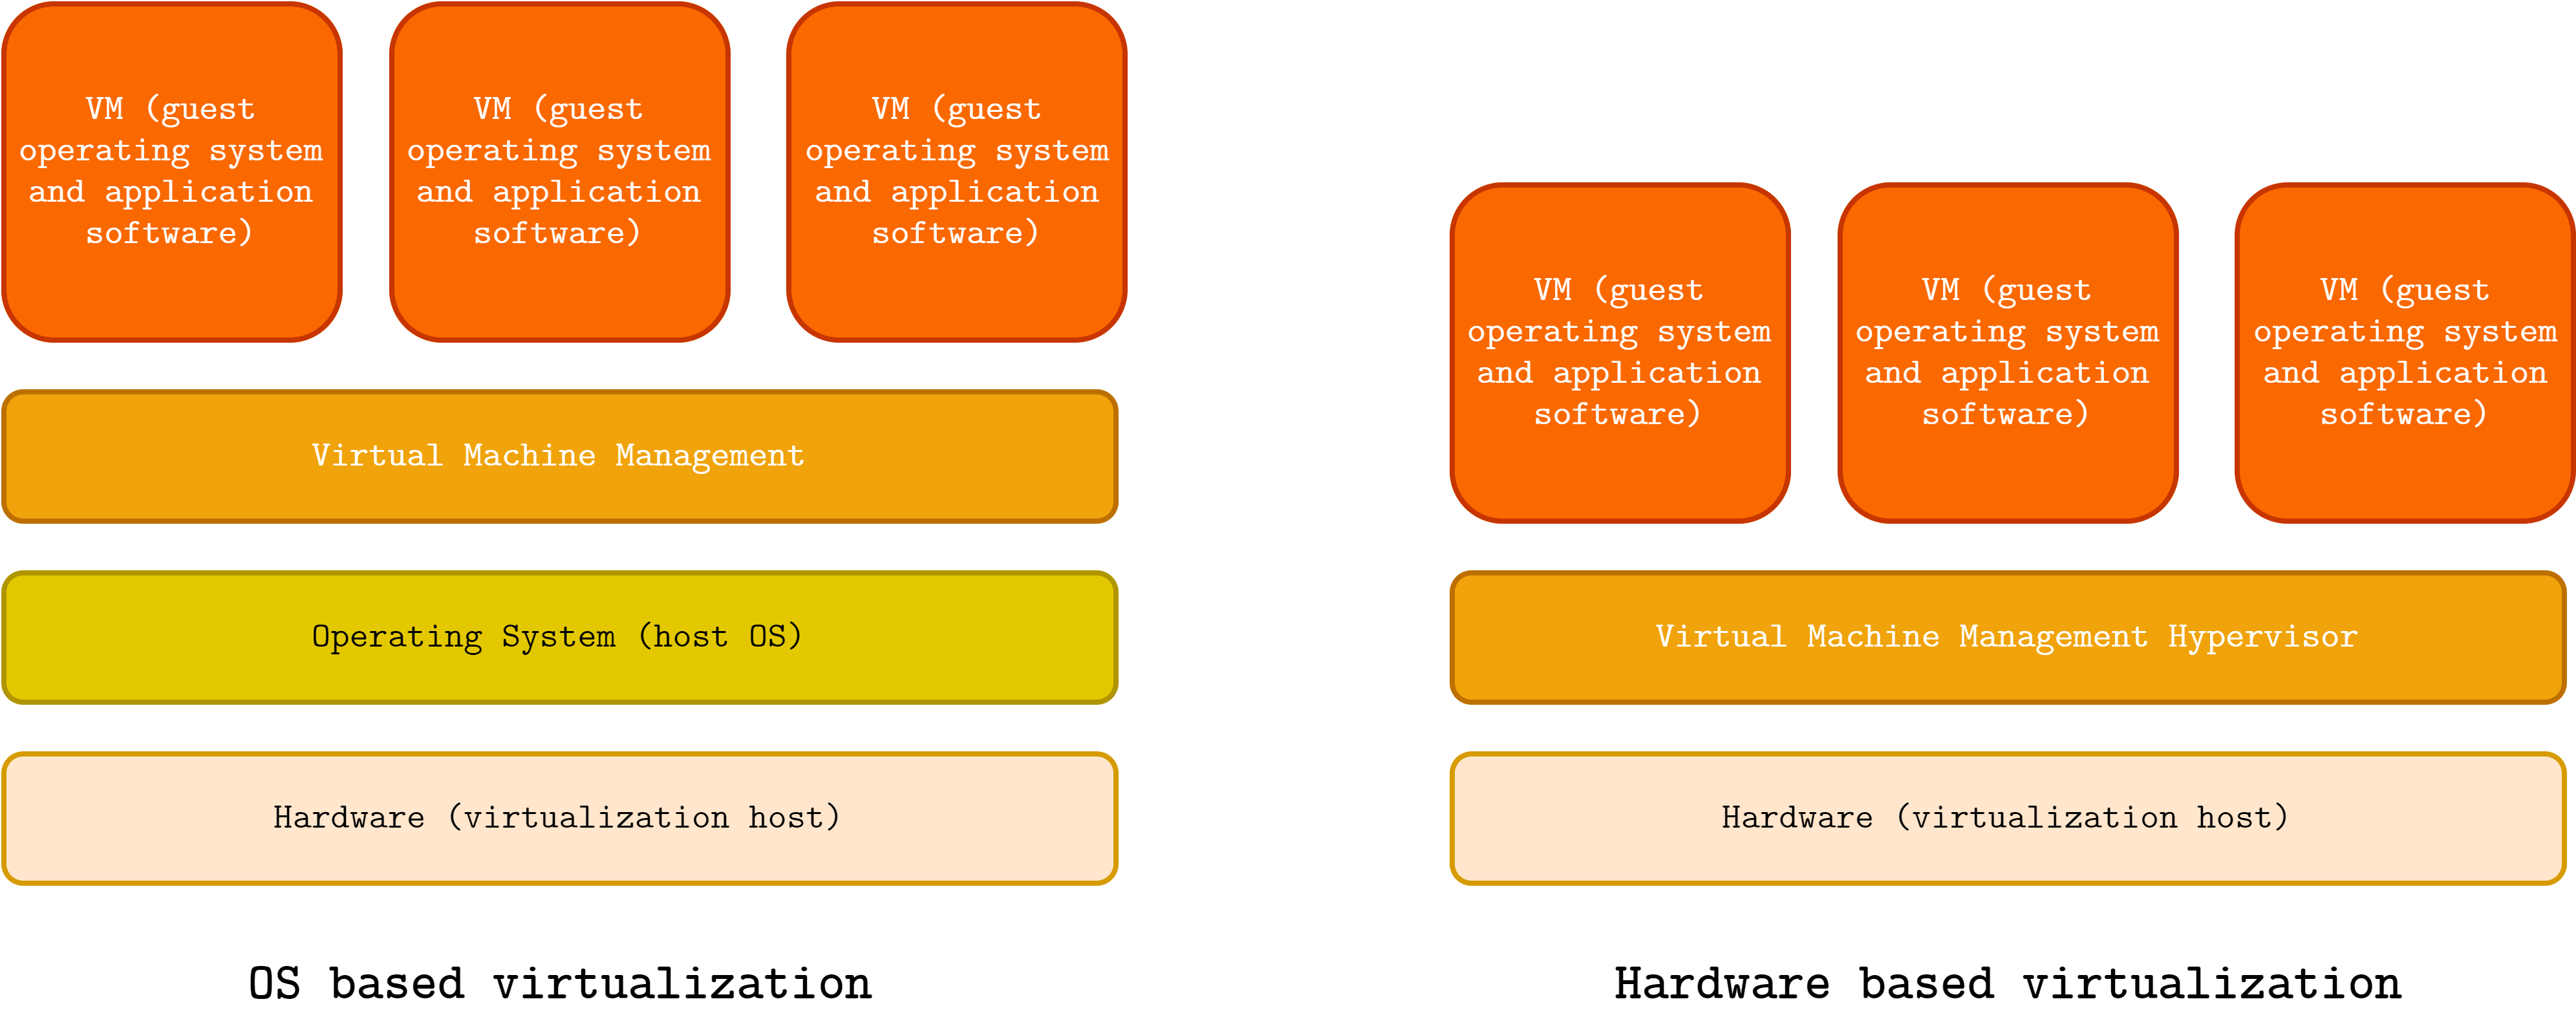 VM (guest
operating system
and application
software)
VM (guest
operating system
and application
software)
VM (guest
operating system
and application
software)
Virtual Machine Management
Operating System (host OS)
Hardware (virtualization host)
OS based virtualization
VM (guest
operating system
and application
software)
VM (guest
operating system
and application
software)
VM (guest
operating system
and application
software)
Virtual Machine Management Hypervisor
Hardware (virtualization host)
Hardware based virtualization